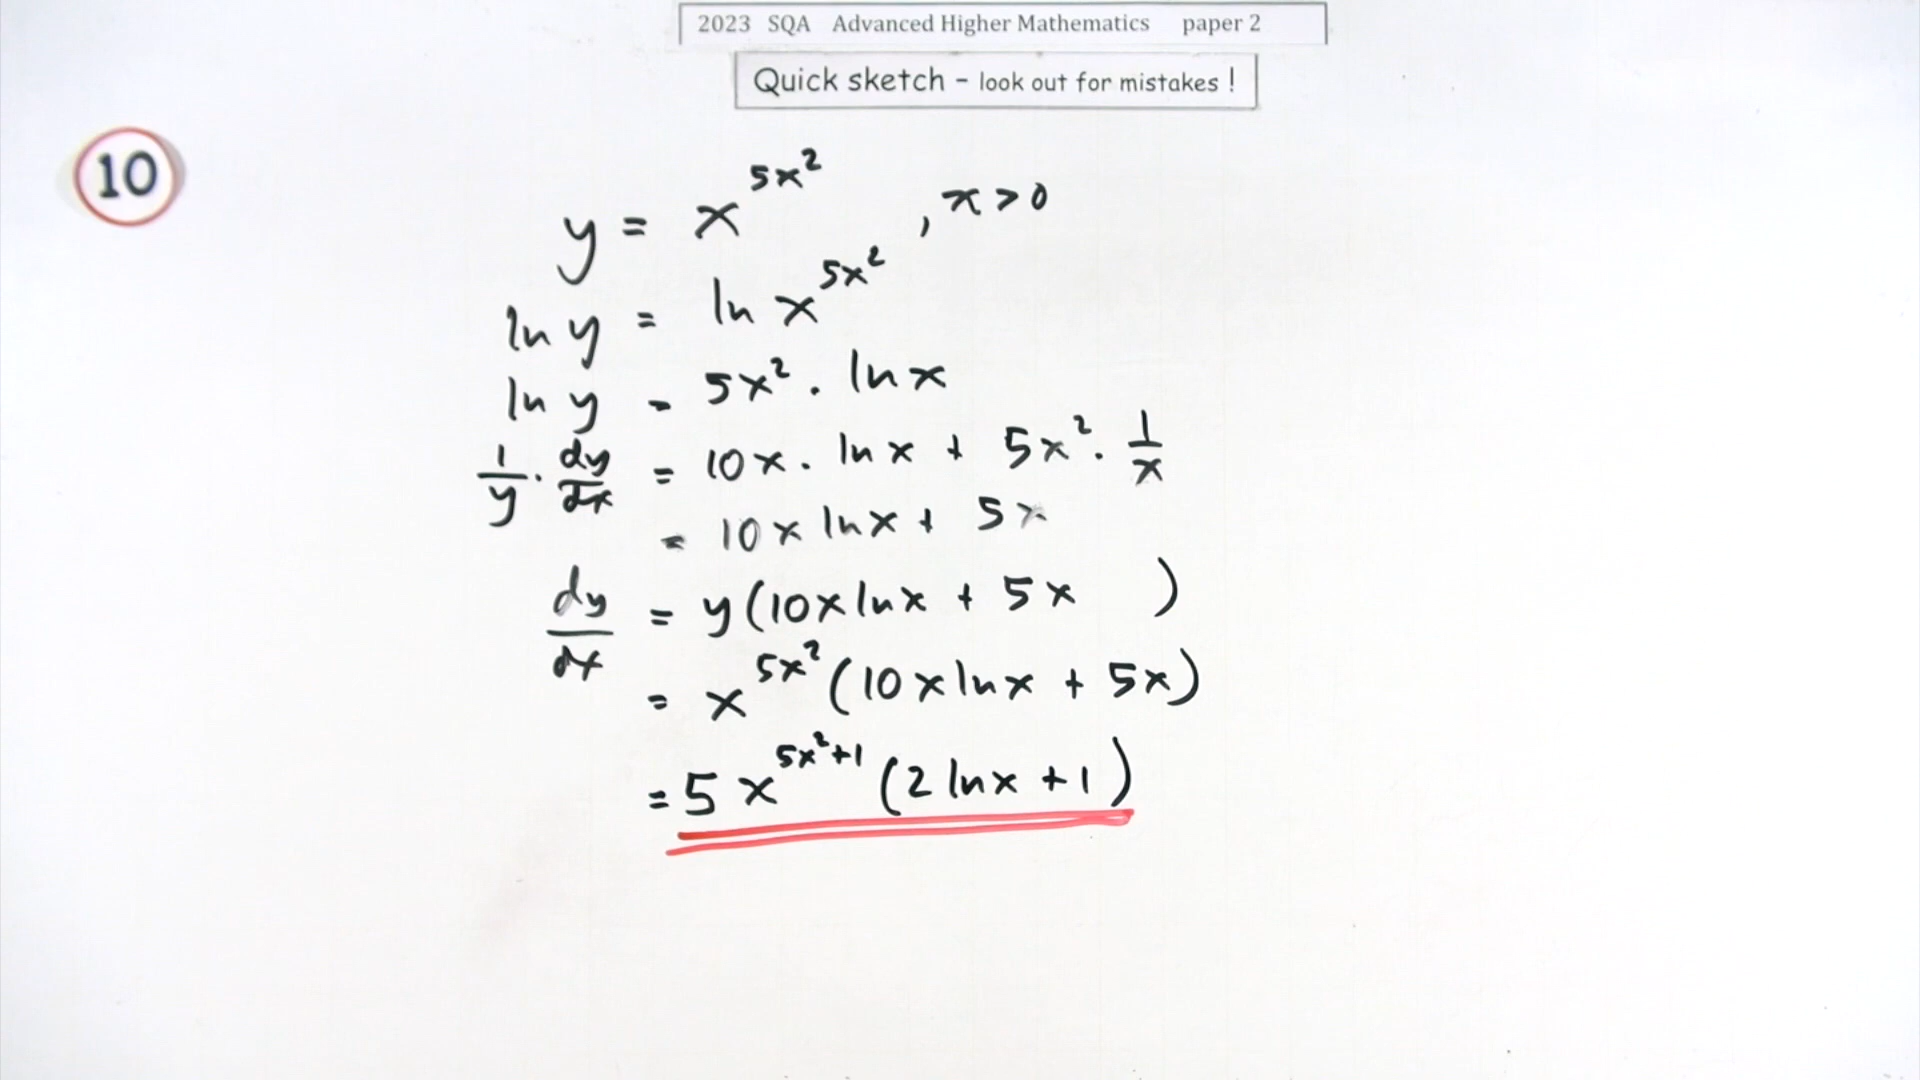 2023 SQA Advanced Higher Mathematics paper 2
Quick sketch – look out for mistakes !
10
y = x^{5x^2} , x > 0
ln y = ln x^{5x^2}
ln y = 5x^2 . ln x
1/y . dy/dx = 10x . ln x + 5x^2 . 1/x
= 10x ln x + 5x
dy/dx = y(10x ln x + 5x )
= x^{5x^2} (10x ln x + 5x)
= 5x^{5x^2+1} (2 ln x + 1)